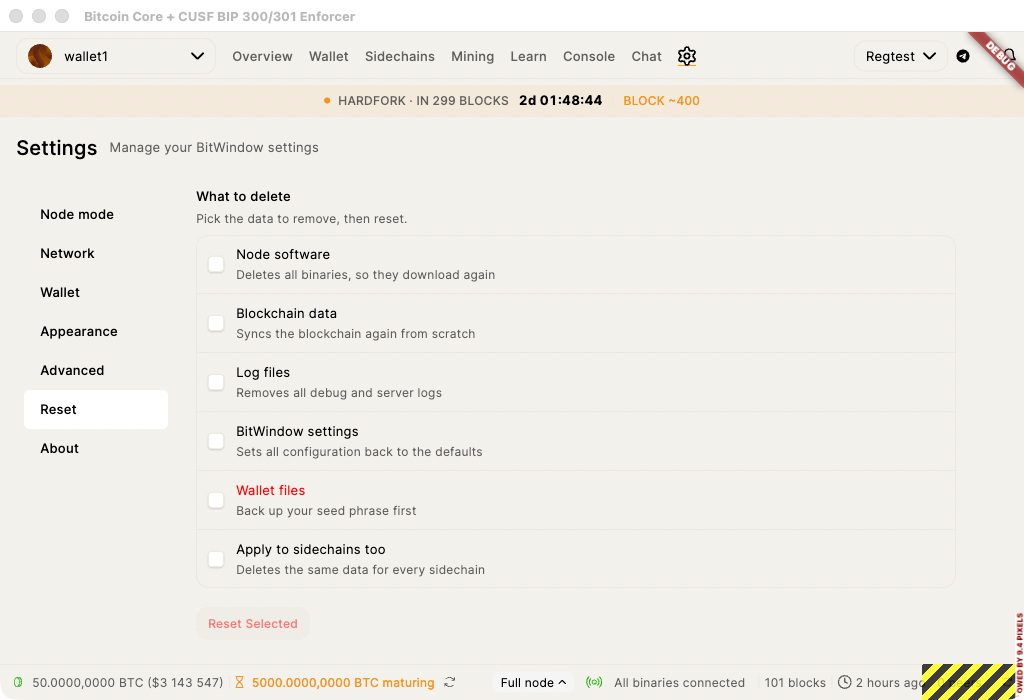 Bitcoin Core + CUSF BIP 300/301 Enforcer
wallet1
Overview
Wallet
Sidechains
Mining
Learn
Console
Chat
Regtest
DEBUG
HARDFORK · IN 299 BLOCKS 2d 01:48:44 BLOCK ~400
Settings Manage your BitWindow settings
Node mode
Network
Wallet
Appearance
Advanced
Reset
About
What to delete
Pick the data to remove, then reset.
Node software
Deletes all binaries, so they download again
Blockchain data
Syncs the blockchain again from scratch
Log files
Removes all debug and server logs
BitWindow settings
Sets all configuration back to the defaults
Wallet files
Back up your seed phrase first
Apply to sidechains too
Deletes the same data for every sidechain
Reset Selected
50.0000,0000 BTC ($3 143 547)
5000.0000,0000 BTC maturing
Full node
All binaries connected
101 blocks
2 hours
BY 9.4 PIXELS